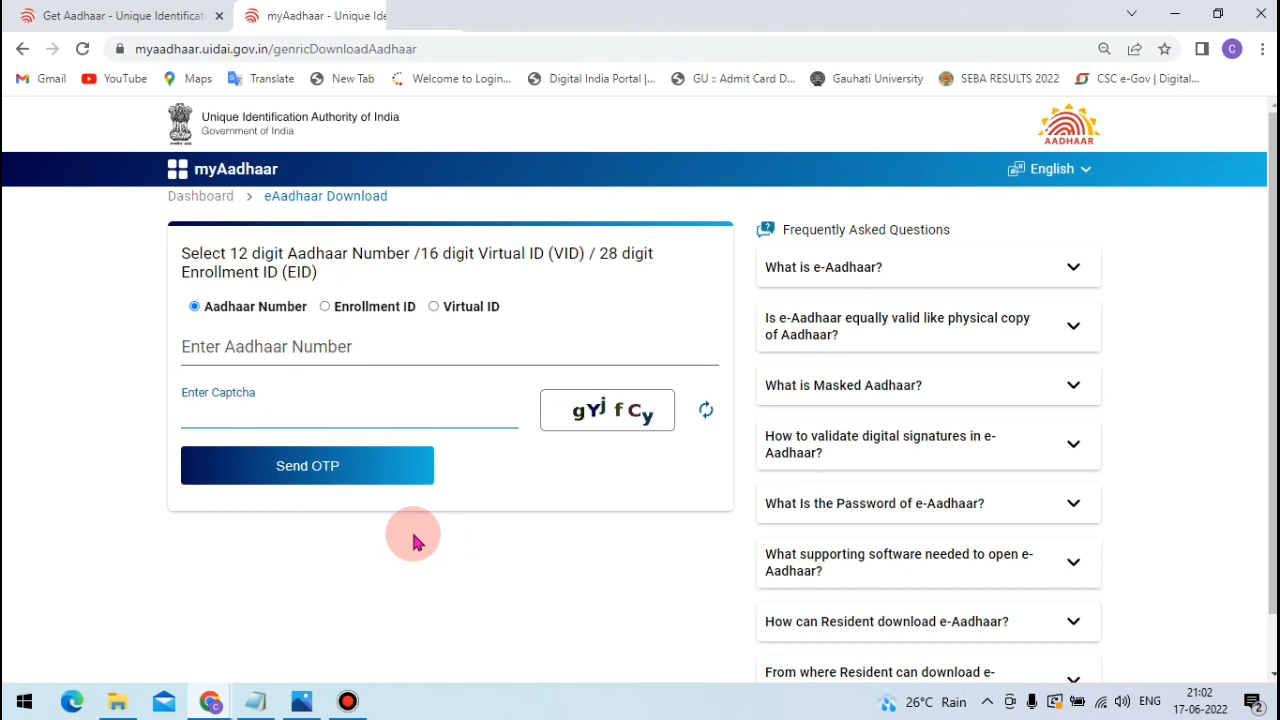 Get Aadhaar - Unique Identificat
myAadhaar - Unique Ide
myaadhaar.uidai.gov.in/genricDownloadAadhaar
C
Gmail YouTube Maps Translate New Tab Welcome to Login... Digital India Portal |... GU :: Admit Card D... Gauhati University SEBA RESULTS 2022 CSC e-Gov | Digital...
Unique Identification Authority of India
Government of India
AADHAAR
myAadhaar
English
Dashboard > eAadhaar Download
Select 12 digit Aadhaar Number /16 digit Virtual ID (VID) / 28 digit
Enrollment ID (EID)
Aadhaar Number Enrollment ID Virtual ID
Enter Aadhaar Number
Enter Captcha
gYjfCy
Send OTP
Frequently Asked Questions
What is e-Aadhaar?
Is e-Aadhaar equally valid like physical copy
of Aadhaar?
What is Masked Aadhaar?
How to validate digital signatures in e-
Aadhaar?
What Is the Password of e-Aadhaar?
What supporting software needed to open e-
Aadhaar?
How can Resident download e-Aadhaar?
From where Resident can download e-
26°C Rain
ENG
21:02
17-06-2022
2